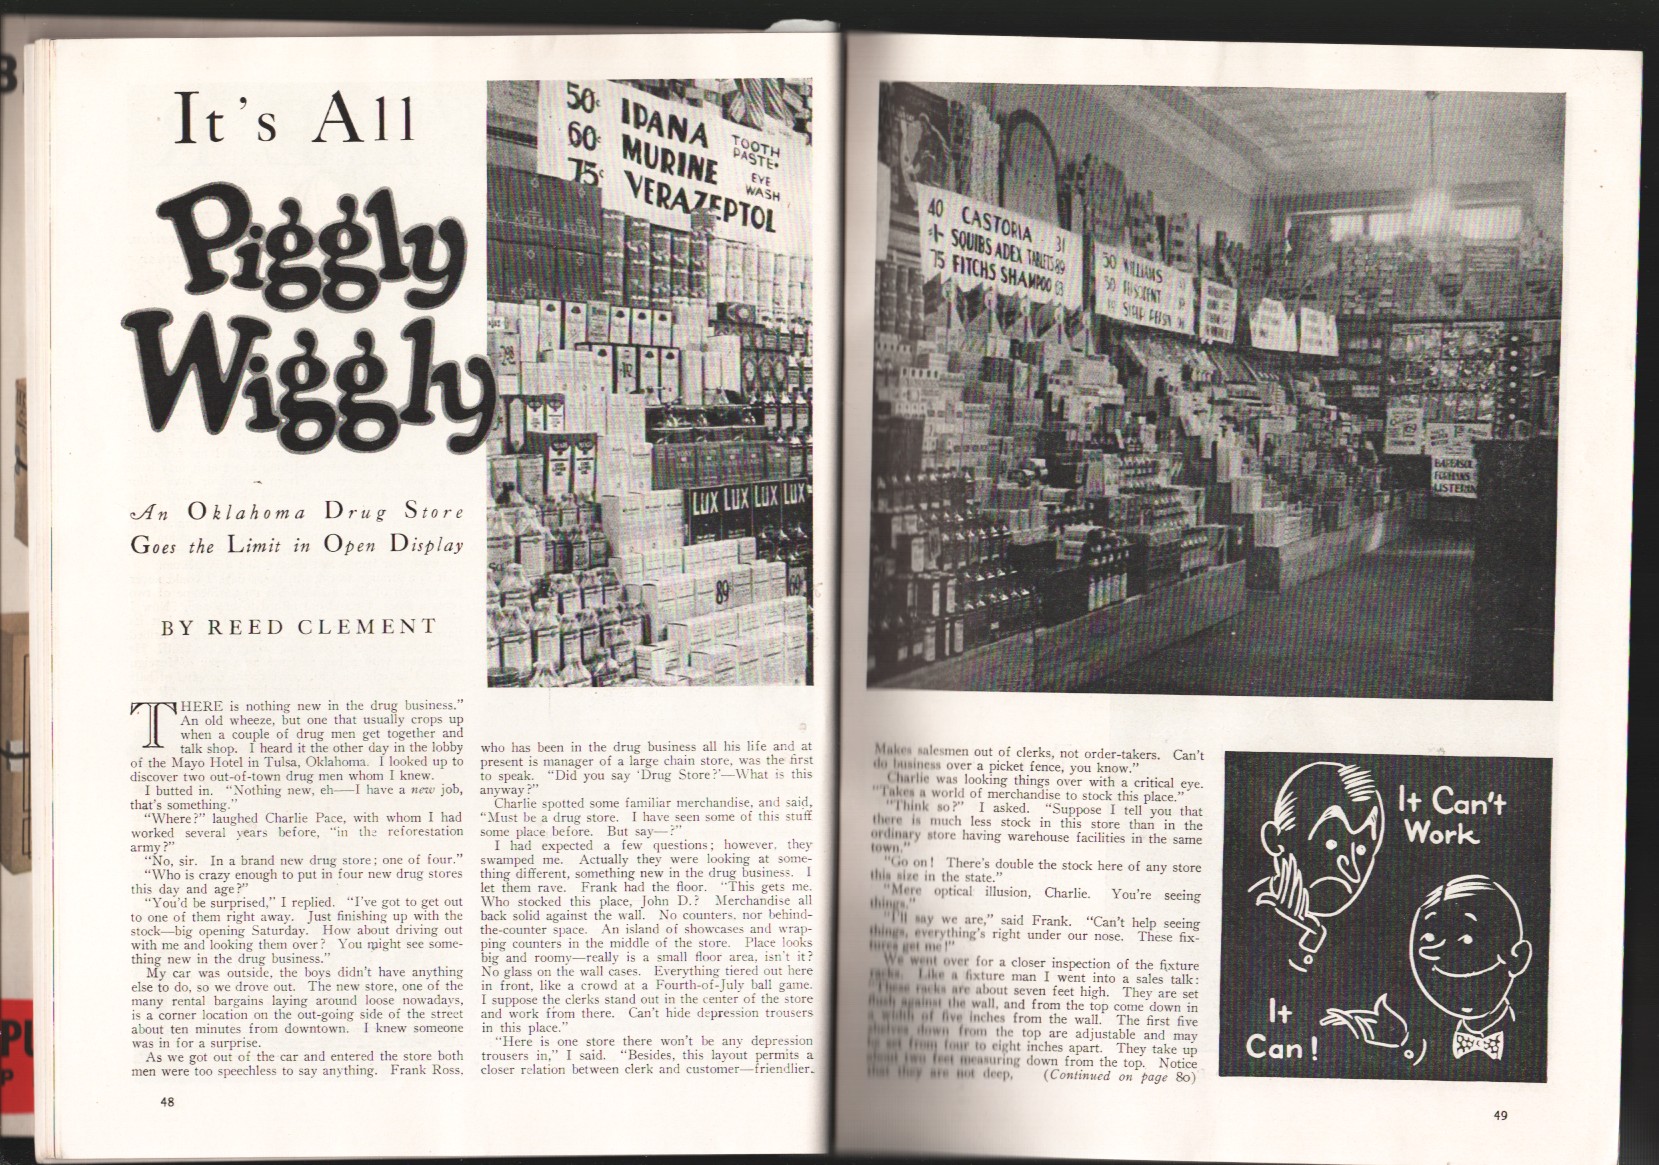 It's All
Piggly
Wiggly
An Oklahoma Drug Store
Goes the Limit in Open Display
BY REED CLEMENT
50¢ IPANA TOOTH PASTE
60¢ MURINE EYE WASH
75¢ VERAZEPTOL
LUX LUX LUX LUX
89
69
THERE is nothing new in the drug business."
An old wheeze, but one that usually crops up
when a couple of drug men get together and
talk shop. I heard it the other day in the lobby
of the Mayo Hotel in Tulsa, Oklahoma. I looked up to
discover two out-of-town drug men whom I knew.
I butted in. "Nothing new, eh—I have a new job,
that's something."
"Where?" laughed Charlie Pace, with whom I had
worked several years before, "in the reforestation
army?"
"No, sir. In a brand new drug store; one of four."
"Who is crazy enough to put in four new drug stores
this day and age?"
"You'd be surprised," I replied. "I've got to get out
to one of them right away. Just finishing up with the
stock—big opening Saturday. How about driving out
with me and looking them over? You might see some-
thing new in the drug business."
My car was outside, the boys didn't have anything
else to do, so we drove out. The new store, one of the
many rental bargains laying around loose nowadays,
is a corner location on the out-going side of the street
about ten minutes from downtown. I knew someone
was in for a surprise.
As we got out of the car and entered the store both
men were too speechless to say anything. Frank Ross,
48
who has been in the drug business all his life and at
present is manager of a large chain store, was the first
to speak. "Did you say 'Drug Store?'—What is this
anyway?"
Charlie spotted some familiar merchandise, and said,
"Must be a drug store. I have seen some of this stuff
some place before. But say—?"
I had expected a few questions; however, they
swamped me. Actually they were looking at some-
thing different, something new in the drug business. I
let them rave. Frank had the floor. "This gets me.
Who stocked this place, John D.? Merchandise all
back solid against the wall. No counters, nor behind-
the-counter space. An island of showcases and wrap-
ping counters in the middle of the store. Place looks
big and roomy—really is a small floor area, isn't it?
No glass on the wall cases. Everything tiered out here
in front, like a crowd at a Fourth-of-July ball game.
I suppose the clerks stand out in the center of the store
and work from there. Can't hide depression trousers
in this place."
"Here is one store there won't be any depression
trousers in," I said. "Besides, this layout permits a
closer relation between clerk and customer—friendlier.
40 CASTORIA 31
SQUIBS ADEX TABLETS 89
75 FITCHS SHAMPOO
50 WILLIAMS
LISTERIN
Makes salesmen out of clerks, not order-takers. Can't
do business over a picket fence, you know."
Charlie was looking things over with a critical eye.
"Takes a world of merchandise to stock this place."
"Think so?" I asked. "Suppose I tell you that
there is much less stock in this store than in the
ordinary store having warehouse facilities in the same
town."
"Go on! There's double the stock here of any store
this size in the state."
"Mere optical illusion, Charlie. You're seeing
things."
"I'll say we are," said Frank. "Can't help seeing
things, everything's right under our nose. These fix-
tures get me!"
We went over for a closer inspection of the fixture
racks. Like a fixture man I went into a sales talk:
These racks are about seven feet high. They are set
flush against the wall, and from the top come down in
a width of five inches from the wall. The first five
shelves down from the top are adjustable and may
be set from four to eight inches apart. They take up
about two feet measuring down from the top. Notice
that they are not deep, (Continued on page 80)
It Can't
Work
It
Can!
49